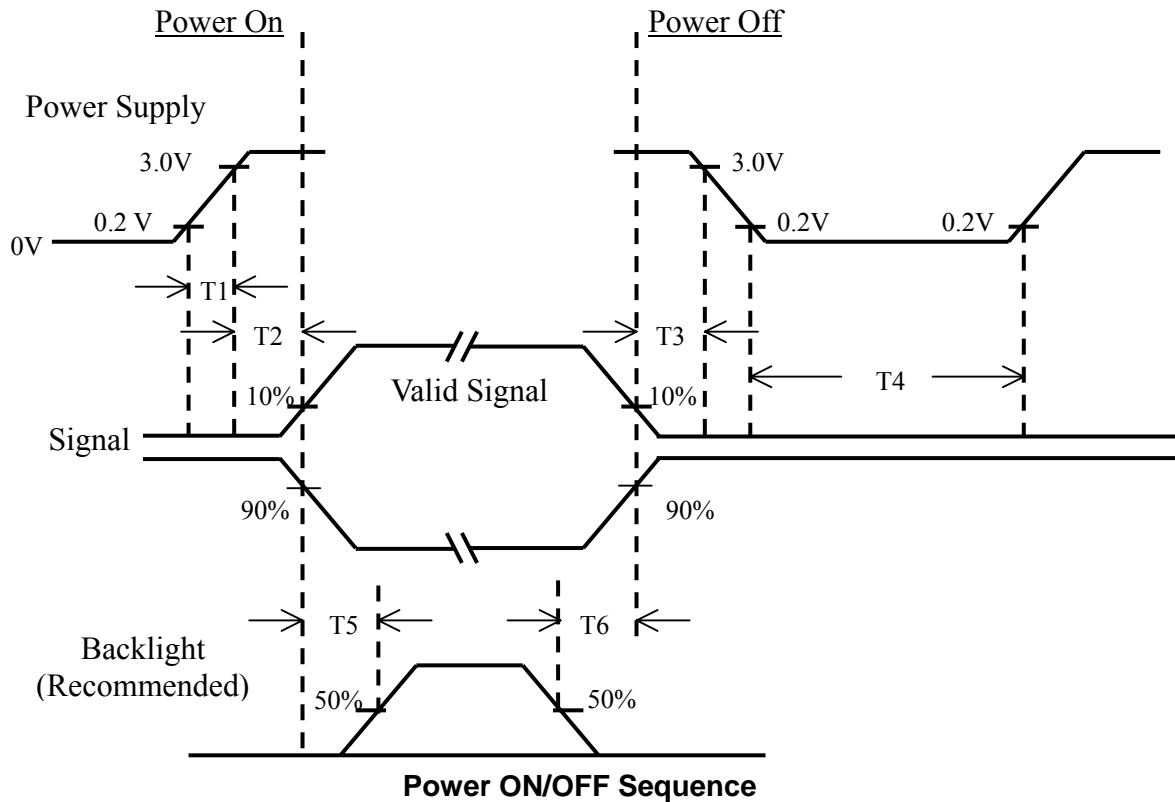 Power On
Power Off
Power Supply
3.0V
3.0V
0.2 V
0.2V
0.2V
0V
T1
T2
T3
T4
10%
Valid Signal
10%
Signal
90%
90%
T5
T6
Backlight
(Recommended)
50%
50%
Power ON/OFF Sequence